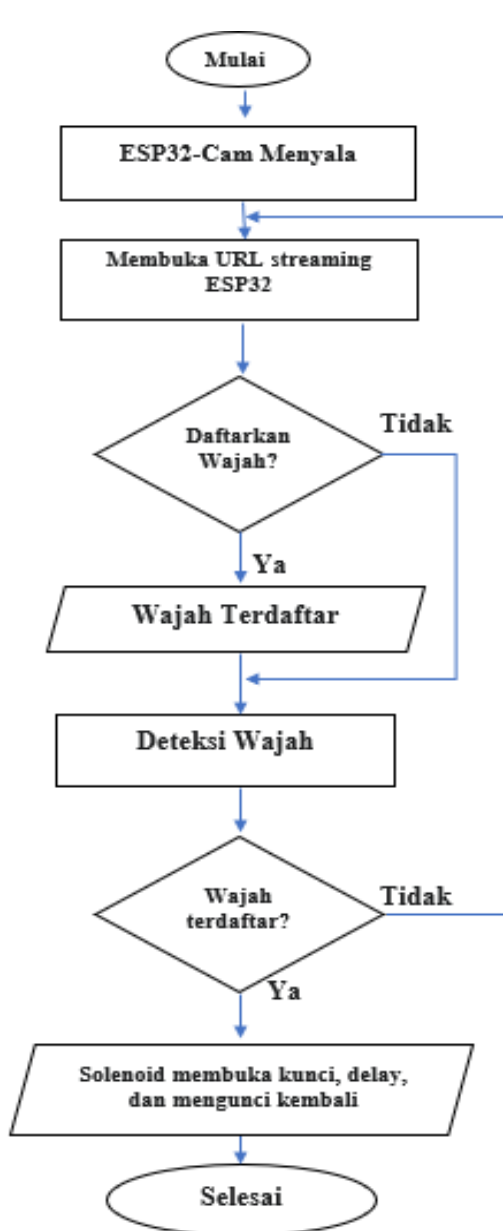 Mulai
ESP32-Cam Menyala
Membuka URL streaming
ESP32
Daftarkan
Wajah?
Tidak
Ya
Wajah Terdaftar
Deteksi Wajah
Wajah
terdaftar?
Tidak
Ya
Solenoid membuka kunci, delay,
dan mengunci kembali
Selesai